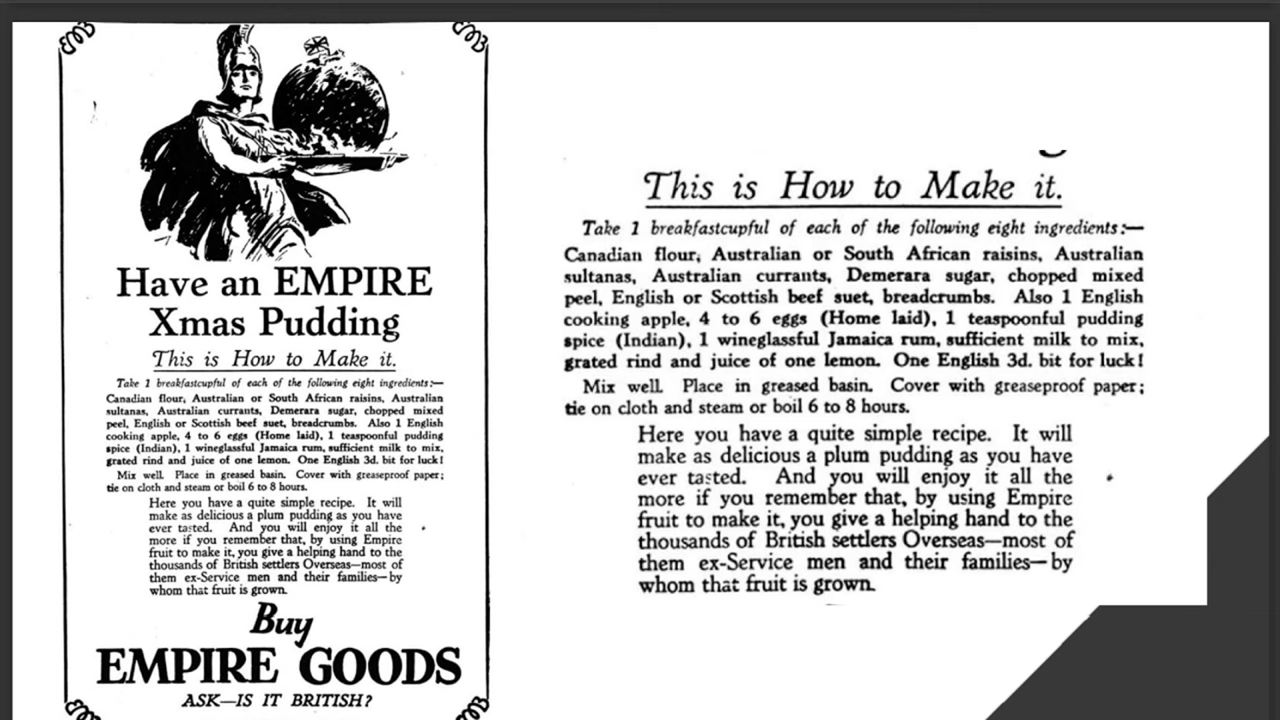 Have an EMPIRE
Xmas Pudding
This is How to Make it.
Take 1 breakfastcupful of each of the following eight ingredients:—
Canadian flour, Australian or South African raisins, Australian
sultanas, Australian currants, Demerara sugar, chopped mixed
peel, English or Scottish beef suet, breadcrumbs. Also 1 English
cooking apple, 4 to 6 eggs (Home laid), 1 teaspoonful pudding
spice (Indian), 1 wineglassful Jamaica rum, sufficient milk to mix,
grated rind and juice of one lemon. One English 3d. bit for luck!
Mix well. Place in greased basin. Cover with greaseproof paper;
tie on cloth and steam or boil 6 to 8 hours.
Here you have a quite simple recipe. It will
make as delicious a plum pudding as you have
ever tasted. And you will enjoy it all the
more if you remember that, by using Empire
fruit to make it, you give a helping hand to the
thousands of British settlers Overseas—most of
them ex-Service men and their families—by
whom that fruit is grown.
Buy
EMPIRE GOODS
ASK—IS IT BRITISH?
This is How to Make it.
Take 1 breakfastcupful of each of the following eight ingredients:—
Canadian flour, Australian or South African raisins, Australian
sultanas, Australian currants, Demerara sugar, chopped mixed
peel, English or Scottish beef suet, breadcrumbs. Also 1 English
cooking apple, 4 to 6 eggs (Home laid), 1 teaspoonful pudding
spice (Indian), 1 wineglassful Jamaica rum, sufficient milk to mix,
grated rind and juice of one lemon. One English 3d. bit for luck!
Mix well. Place in greased basin. Cover with greaseproof paper;
tie on cloth and steam or boil 6 to 8 hours.
Here you have a quite simple recipe. It will
make as delicious a plum pudding as you have
ever tasted. And you will enjoy it all the
more if you remember that, by using Empire
fruit to make it, you give a helping hand to the
thousands of British settlers Overseas—most of
them ex-Service men and their families—by
whom that fruit is grown.